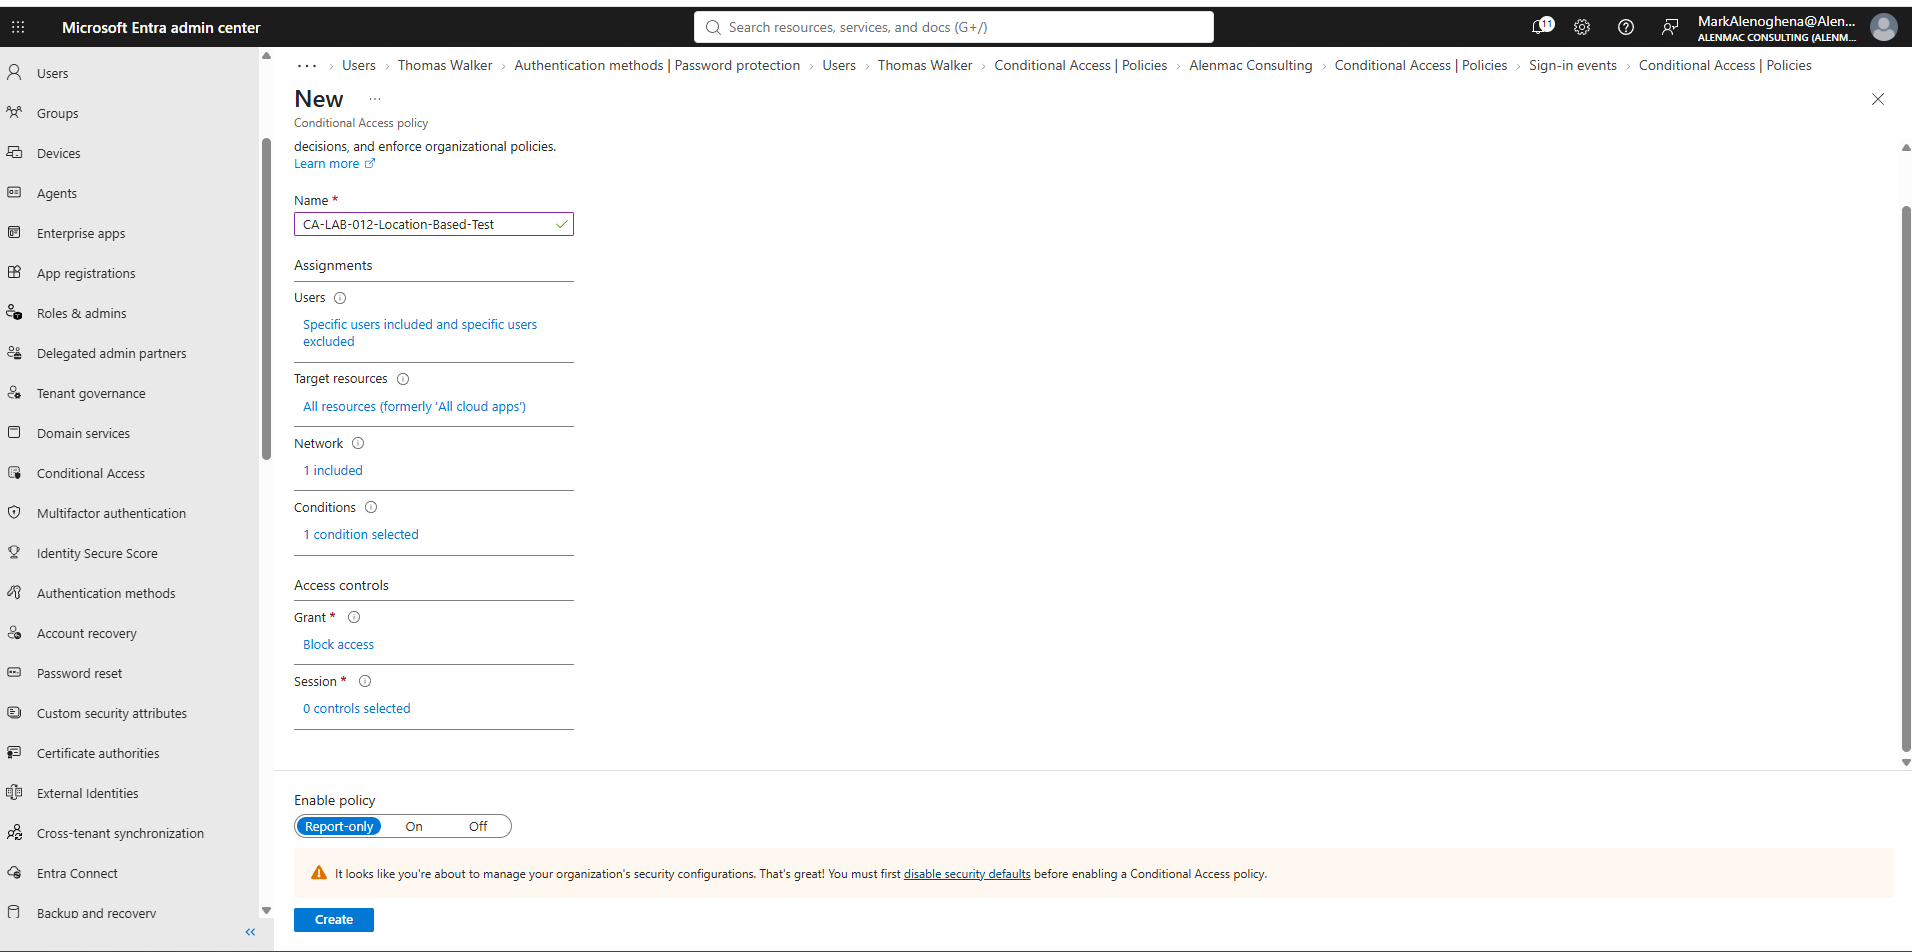 Microsoft Entra admin center
Search resources, services, and docs (G+/)
11
MarkAlenoghena@Alen...
ALENMAC CONSULTING (ALENM...
Users
Groups
Devices
Agents
Enterprise apps
App registrations
Roles & admins
Delegated admin partners
Tenant governance
Domain services
Conditional Access
Multifactor authentication
Identity Secure Score
Authentication methods
Account recovery
Password reset
Custom security attributes
Certificate authorities
External Identities
Cross-tenant synchronization
Entra Connect
Backup and recovery
··· > Users > Thomas Walker > Authentication methods | Password protection > Users > Thomas Walker > Conditional Access | Policies > Alenmac Consulting > Conditional Access | Policies > Sign-in events > Conditional Access | Policies
New ...
Conditional Access policy
decisions, and enforce organizational policies.
Learn more
Name *
CA-LAB-012-Location-Based-Test
Assignments
Users
Specific users included and specific users
excluded
Target resources
All resources (formerly 'All cloud apps')
Network
1 included
Conditions
1 condition selected
Access controls
Grant *
Block access
Session *
0 controls selected
Enable policy
Report-only On Off
It looks like you're about to manage your organization's security configurations. That's great! You must first disable security defaults before enabling a Conditional Access policy.
Create